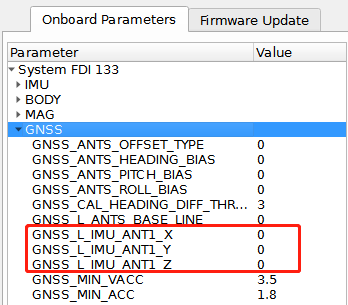 Onboard Parameters Firmware Update
Parameter Value
System FDI 133
IMU
BODY
MAG
GNSS
GNSS_ANTS_OFFSET_TYPE 0
GNSS_ANTS_HEADING_BIAS 0
GNSS_ANTS_PITCH_BIAS 0
GNSS_ANTS_ROLL_BIAS 0
GNSS_CAL_HEADING_DIFF_THR... 3
GNSS_L_ANTS_BASE_LINE 0
GNSS_L_IMU_ANT1_X 0
GNSS_L_IMU_ANT1_Y 0
GNSS_L_IMU_ANT1_Z 0
GNSS_MIN_VACC 3.5
GNSS_MIN_ACC 1.8